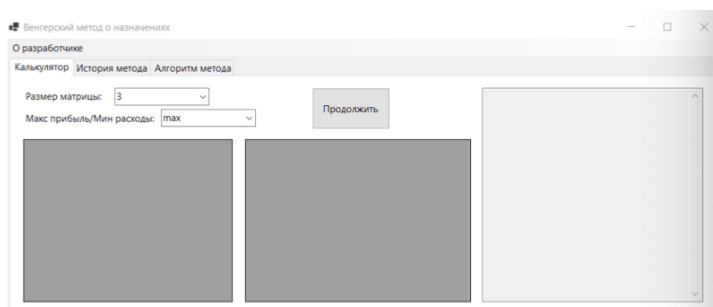 Венгерский метод о назначениях
О разработчике
Калькулятор История метода Алгоритм метода
Размер матрицы: 3
Продолжить
Макс прибыль/Мин расходы: max